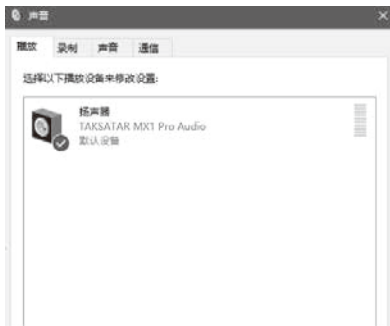 声音
播放 录制 声音 通信
选择以下播放设备来修改设置:
扬声器
TAKSATAR MX1 Pro Audio
默认设备